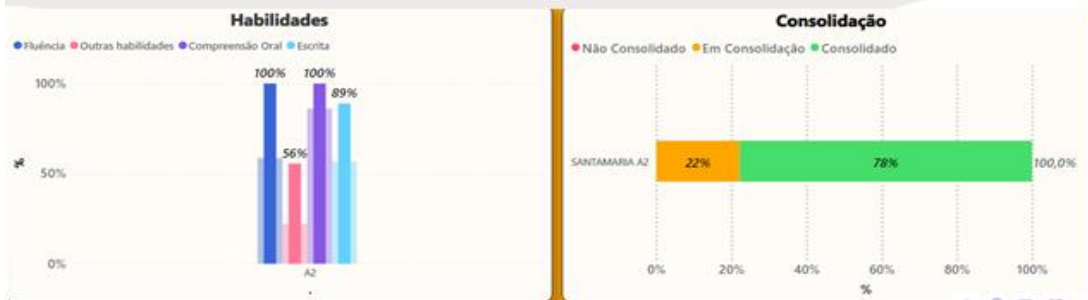 Habilidades
Fluência Outras habilidades Compreensão Oral Escrita
100% 100%
89%
56%
100%
50%
0%
%
A2
.
Consolidação
Não Consolidado Em Consolidação Consolidado
SANTAMARIA A2 22% 78% 100,0%
0% 20% 40% 60% 80% 100%
%